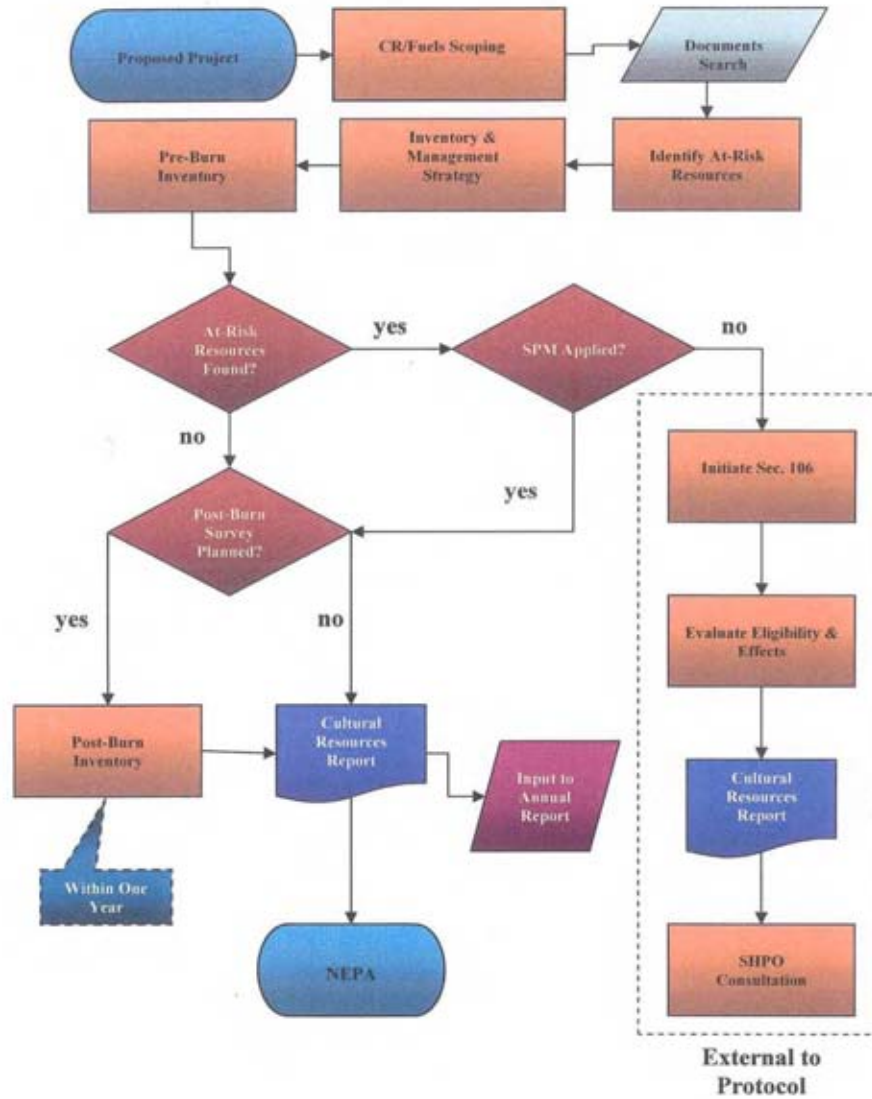 Proposed Project
CR/Fuels Scoping
Documents
Search
Pre-Burn
Inventory
Inventory &
Management
Strategy
Identify At-Risk
Resources
At-Risk
Resources
Found?
yes
SPM Applied?
no
no
yes
Initiate Sec. 106
Post-Burn
Survey
Planned?
yes
no
Evaluate Eligibility &
Effects
Post-Burn
Inventory
Cultural
Resources
Report
Input to
Annual
Report
Cultural
Resources
Report
Within One
Year
NEPA
SHPO
Consultation
External to
Protocol